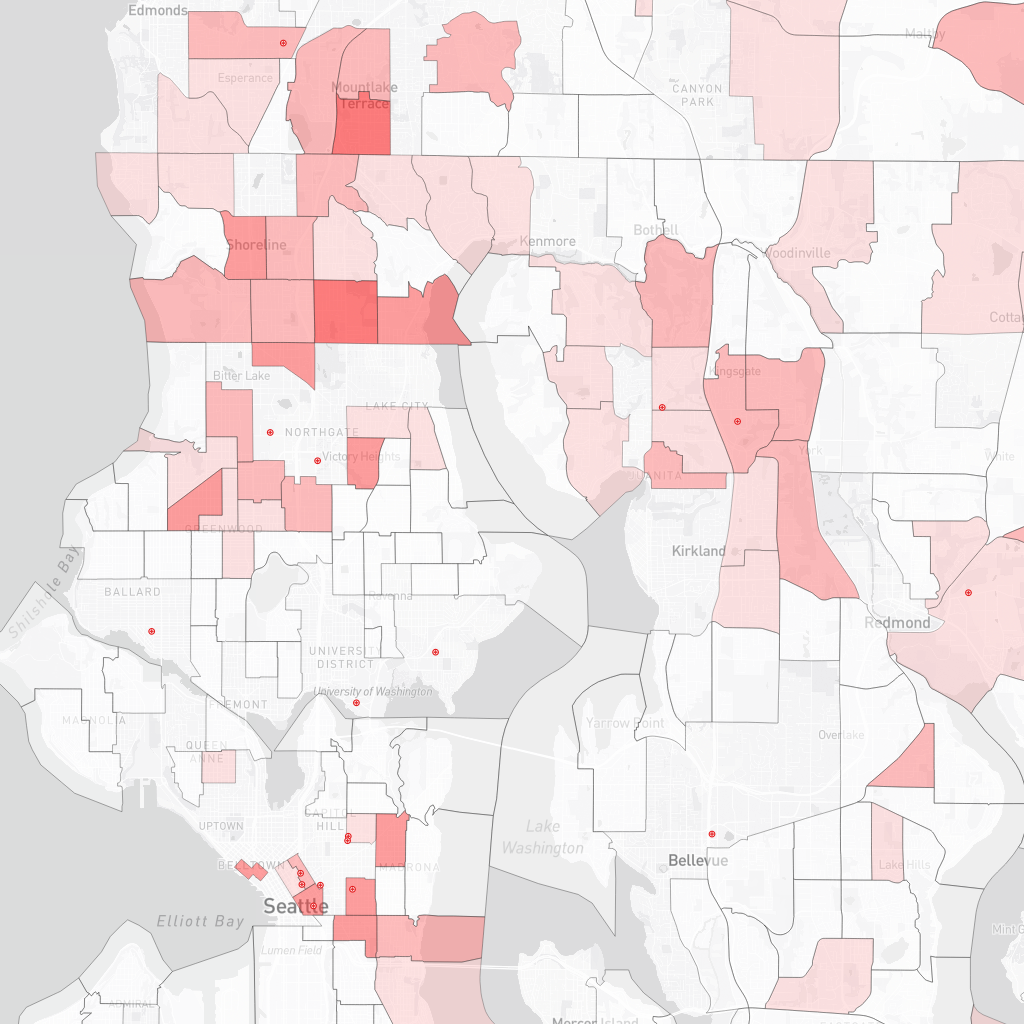 Edmonds
Maltby
Esperance
Mountlake
Terrace
CANYON
PARK
Shoreline
Kenmore
Bothell
Woodinville
Cotta
Bitter Lake
Kingsgate
LAKE CITY
NORTHGATE
Victory Heights
York
White
JUANITA
GREENWOOD
Kirkland
Shilshole Bay
BALLARD
Ravenna
Redmond
UNIVERSITY
DISTRICT
University of Washington
FREMONT
MAGNOLIA
Yarrow Point
Overlake
QUEEN
ANNE
UPTOWN
CAPITOL
HILL
Lake
Washington
BELLTOWN
MADRONA
Bellevue
Lake Hills
Seattle
Elliott Bay
Lumen Field
Mint G
ADMIRAL
Mercer Island